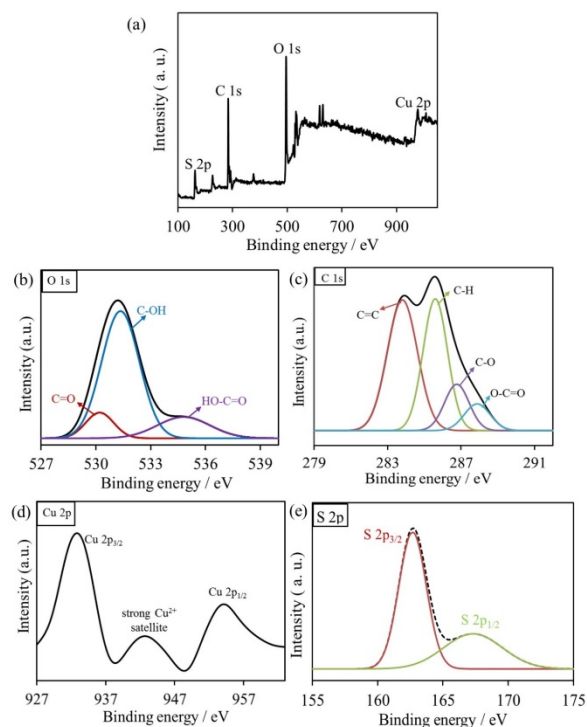 (a)
O 1s
C 1s
Cu 2p
S 2p
Intensity ( a. u.)
100 300 500 700 900
Binding energy / eV
(b)
O 1s
C-OH
C=O
HO-C=O
Intensity (a.u.)
527 530 533 536 539
Binding energy / eV
(c)
C 1s
C-H
C=C
C-O
O-C=O
Intensity (a.u.)
279 283 287 291
Binding energy / eV
(d)
Cu 2p
Cu 2p3/2
strong Cu2+
satellite
Cu 2p1/2
Intensity (a.u.)
927 937 947 957
Binding energy / eV
(e)
S 2p
S 2p3/2
S 2p1/2
Intensity (a. u.)
155 160 165 170 175
Binding energy / eV